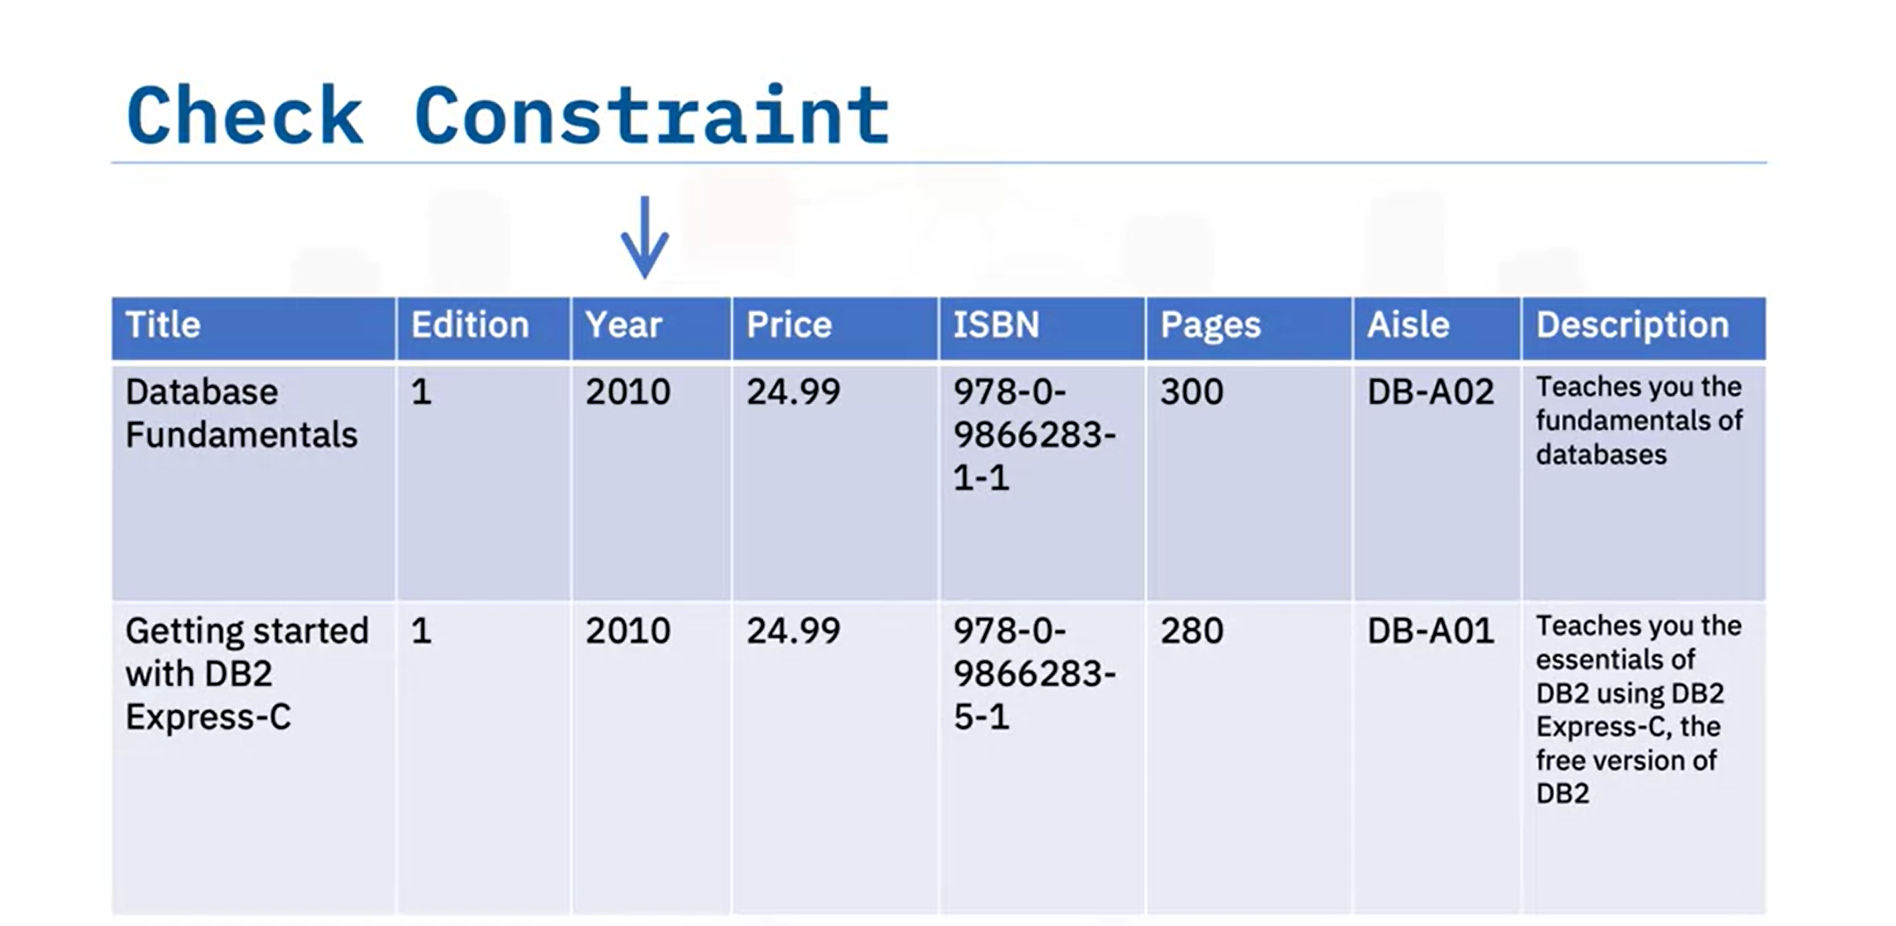 Check Constraint
Title Edition Year Price ISBN Pages Aisle Description
Database
Fundamentals
1
2010
24.99
978-0-
9866283-
1-1
300
DB-A02
Teaches you the
fundamentals of
databases
Getting started
with DB2
Express-C
1
2010
24.99
978-0-
9866283-
5-1
280
DB-A01
Teaches you the
essentials of
DB2 using DB2
Express-C, the
free version of
DB2